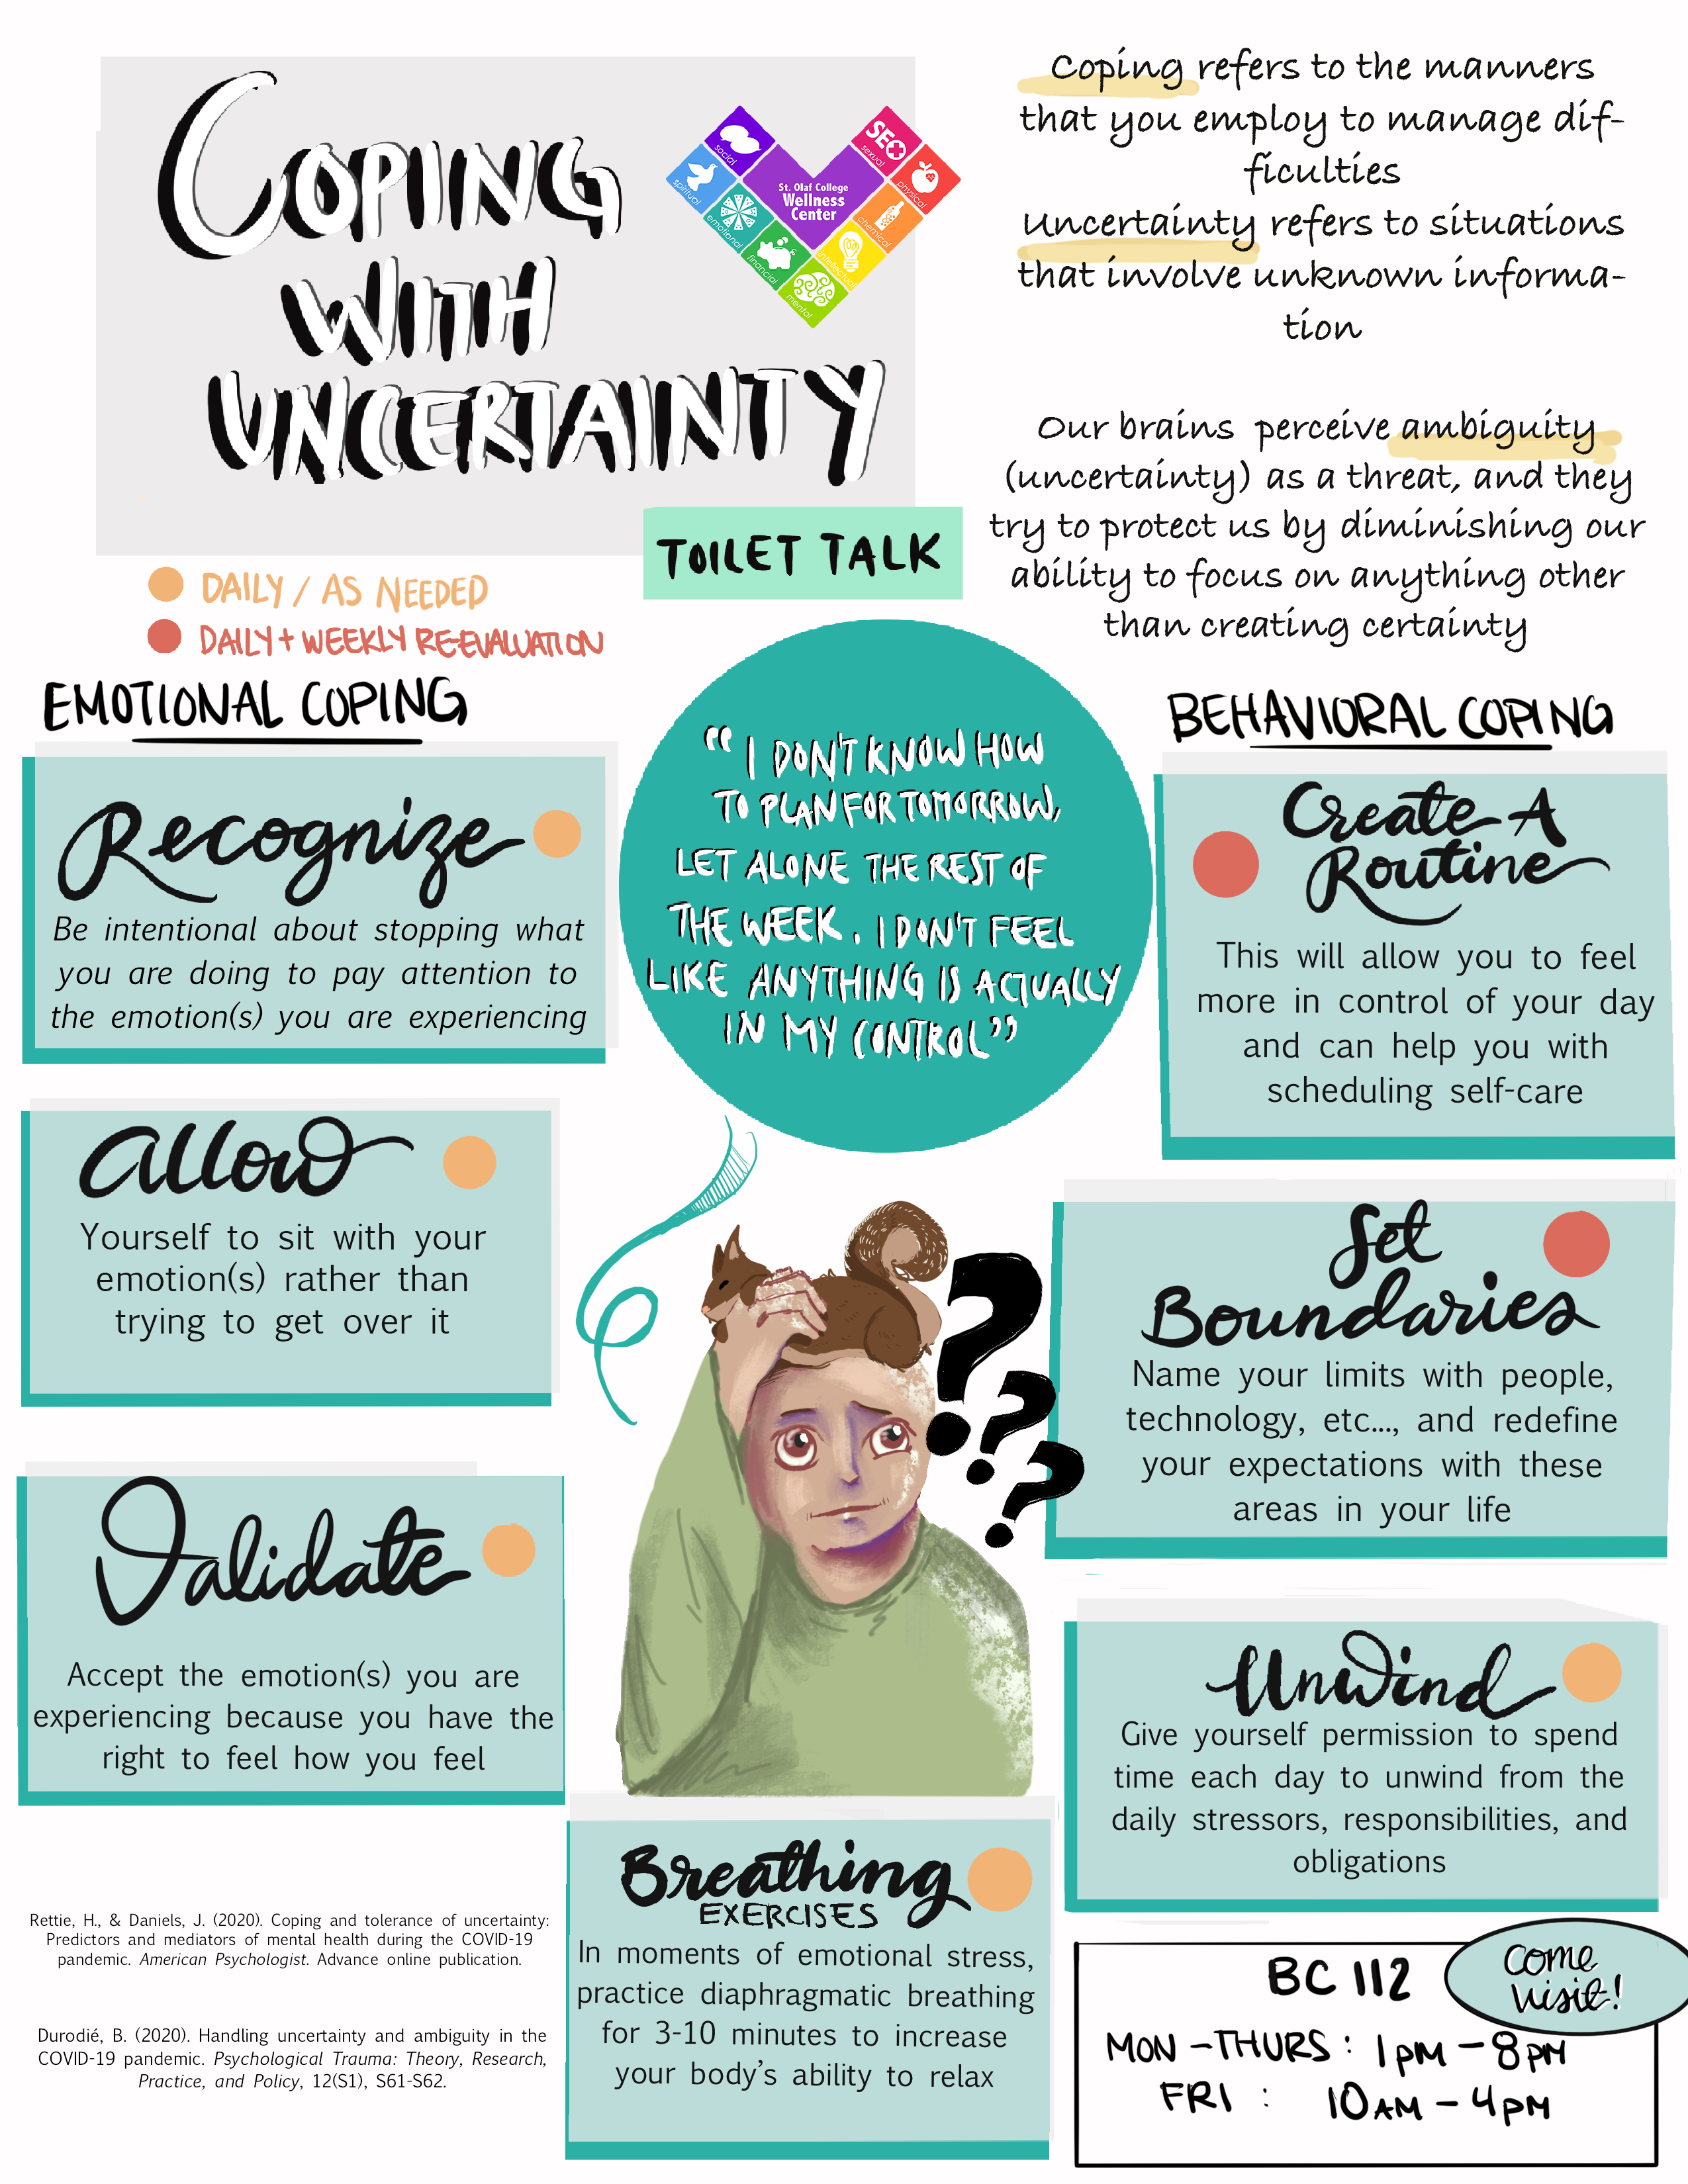 COPING
WITH
UNCERTAINTY
social
spiritual
emotional
financial
mental
intellectual
chemical
physical
SEO
sexual
St. Olaf College
Wellness
Center
TOILET TALK
Coping refers to the manners
that you employ to manage dif-
ficulties
Uncertainty refers to situations
that involve unknown informa-
tion
Our brains perceive ambiguity
(uncertainty) as a threat, and they
try to protect us by diminishing our
ability to focus on anything other
than creating certainty
DAILY / AS NEEDED
DAILY + WEEKLY RE-EVALUATION
EMOTIONAL COPING
Recognize
Be intentional about stopping what
you are doing to pay attention to
the emotion(s) you are experiencing
Allow
Yourself to sit with your
emotion(s) rather than
trying to get over it
Validate
Accept the emotion(s) you are
experiencing because you have the
right to feel how you feel
"I DON'T KNOW HOW
TO PLAN FOR TOMORROW,
LET ALONE THE REST OF
THE WEEK. I DON'T FEEL
LIKE ANYTHING IS ACTUALLY
IN MY CONTROL"
???
BEHAVIORAL COPING
Create A
Routine
This will allow you to feel
more in control of your day
and can help you with
scheduling self-care
Set
Boundaries
Name your limits with people,
technology, etc..., and redefine
your expectations with these
areas in your life
Unwind
Give yourself permission to spend
time each day to unwind from the
daily stressors, responsibilities, and
obligations
Breathing
EXERCISES
In moments of emotional stress,
practice diaphragmatic breathing
for 3-10 minutes to increase
your body's ability to relax
Rettie, H., & Daniels, J. (2020). Coping and tolerance of uncertainty:
Predictors and mediators of mental health during the COVID-19
pandemic. American Psychologist. Advance online publication.
Durodié, B. (2020). Handling uncertainty and ambiguity in the
COVID-19 pandemic. Psychological Trauma: Theory, Research,
Practice, and Policy, 12(S1), S61-S62.
come
visit!
BC 112
MON - THURS : 1PM - 8PM
FRI : 10AM - 4PM